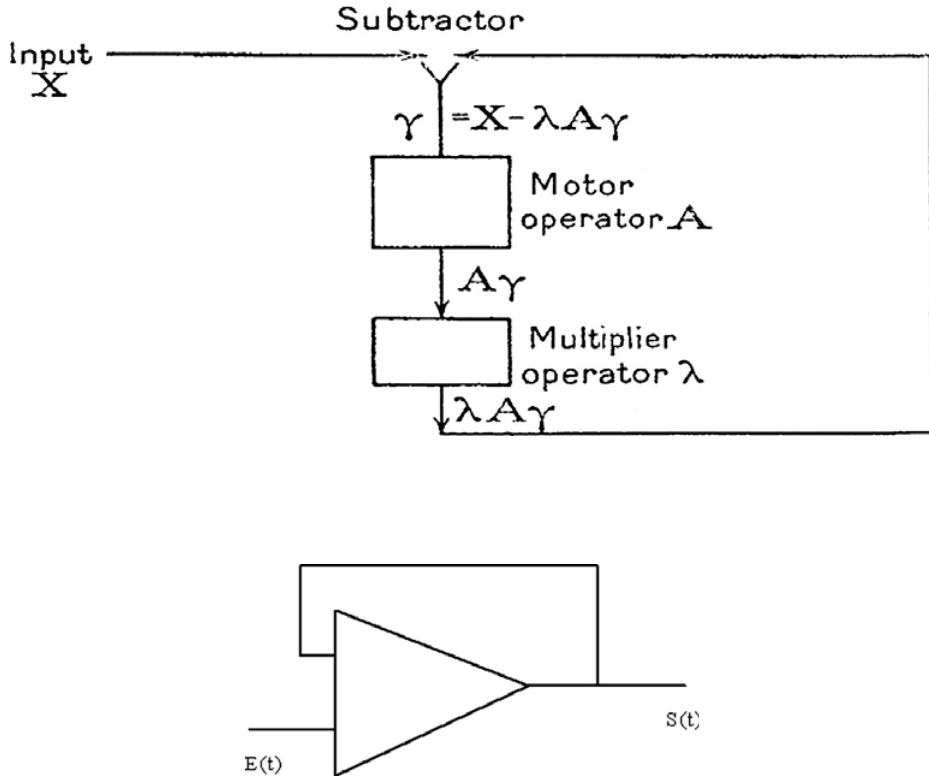 Subtractor
Input
X
γ =X-λAγ
Motor
operator A
Aγ
Multiplier
operator λ
λAγ
S(t)
E(t)